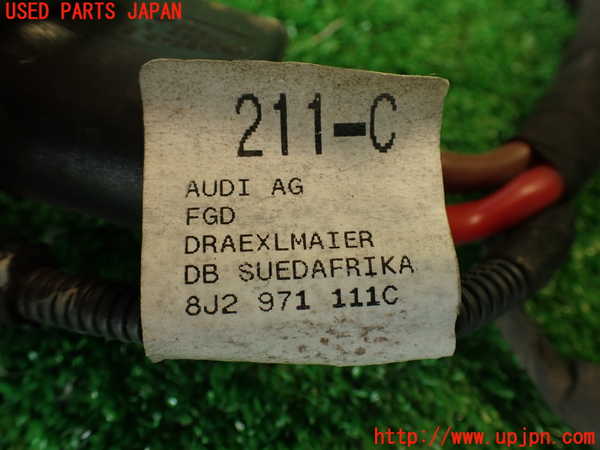 USED PARTS JAPAN
211-C
AUDI AG
FGD
DRAEXLMAIER
DB SUEDAFRIKA
8J2 971 111C
http://www.upjpn.com/